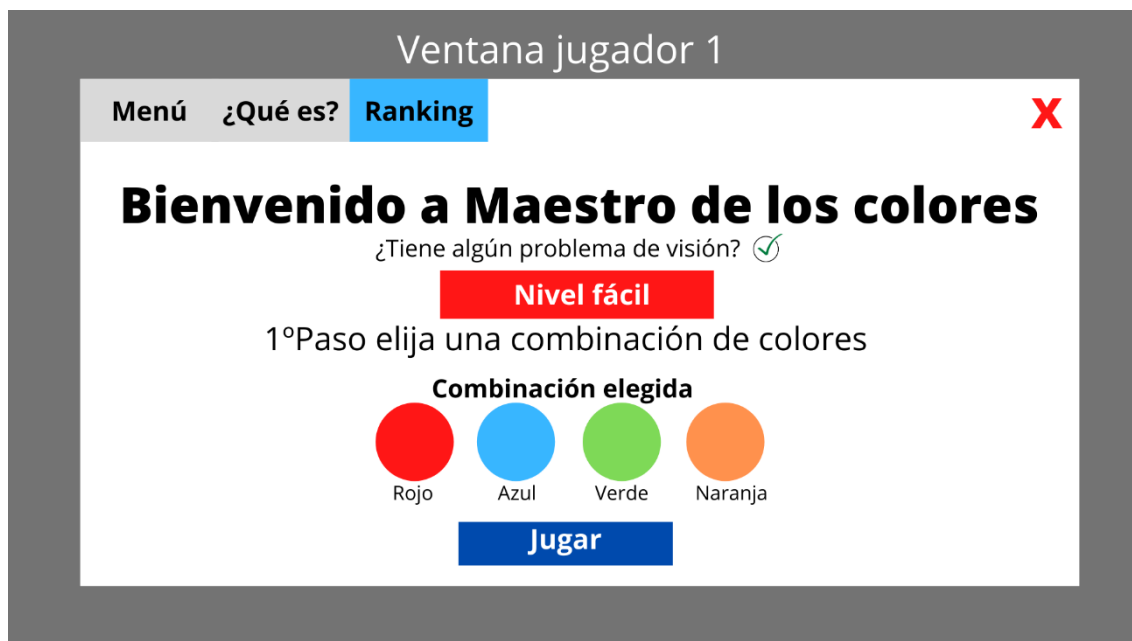 Ventana jugador 1
Menú ¿Qué es? Ranking X
Bienvenido a Maestro de los colores
¿Tiene algún problema de visión?
Nivel fácil
1ºPaso elija una combinación de colores
Combinación elegida
Rojo Azul Verde Naranja
Jugar